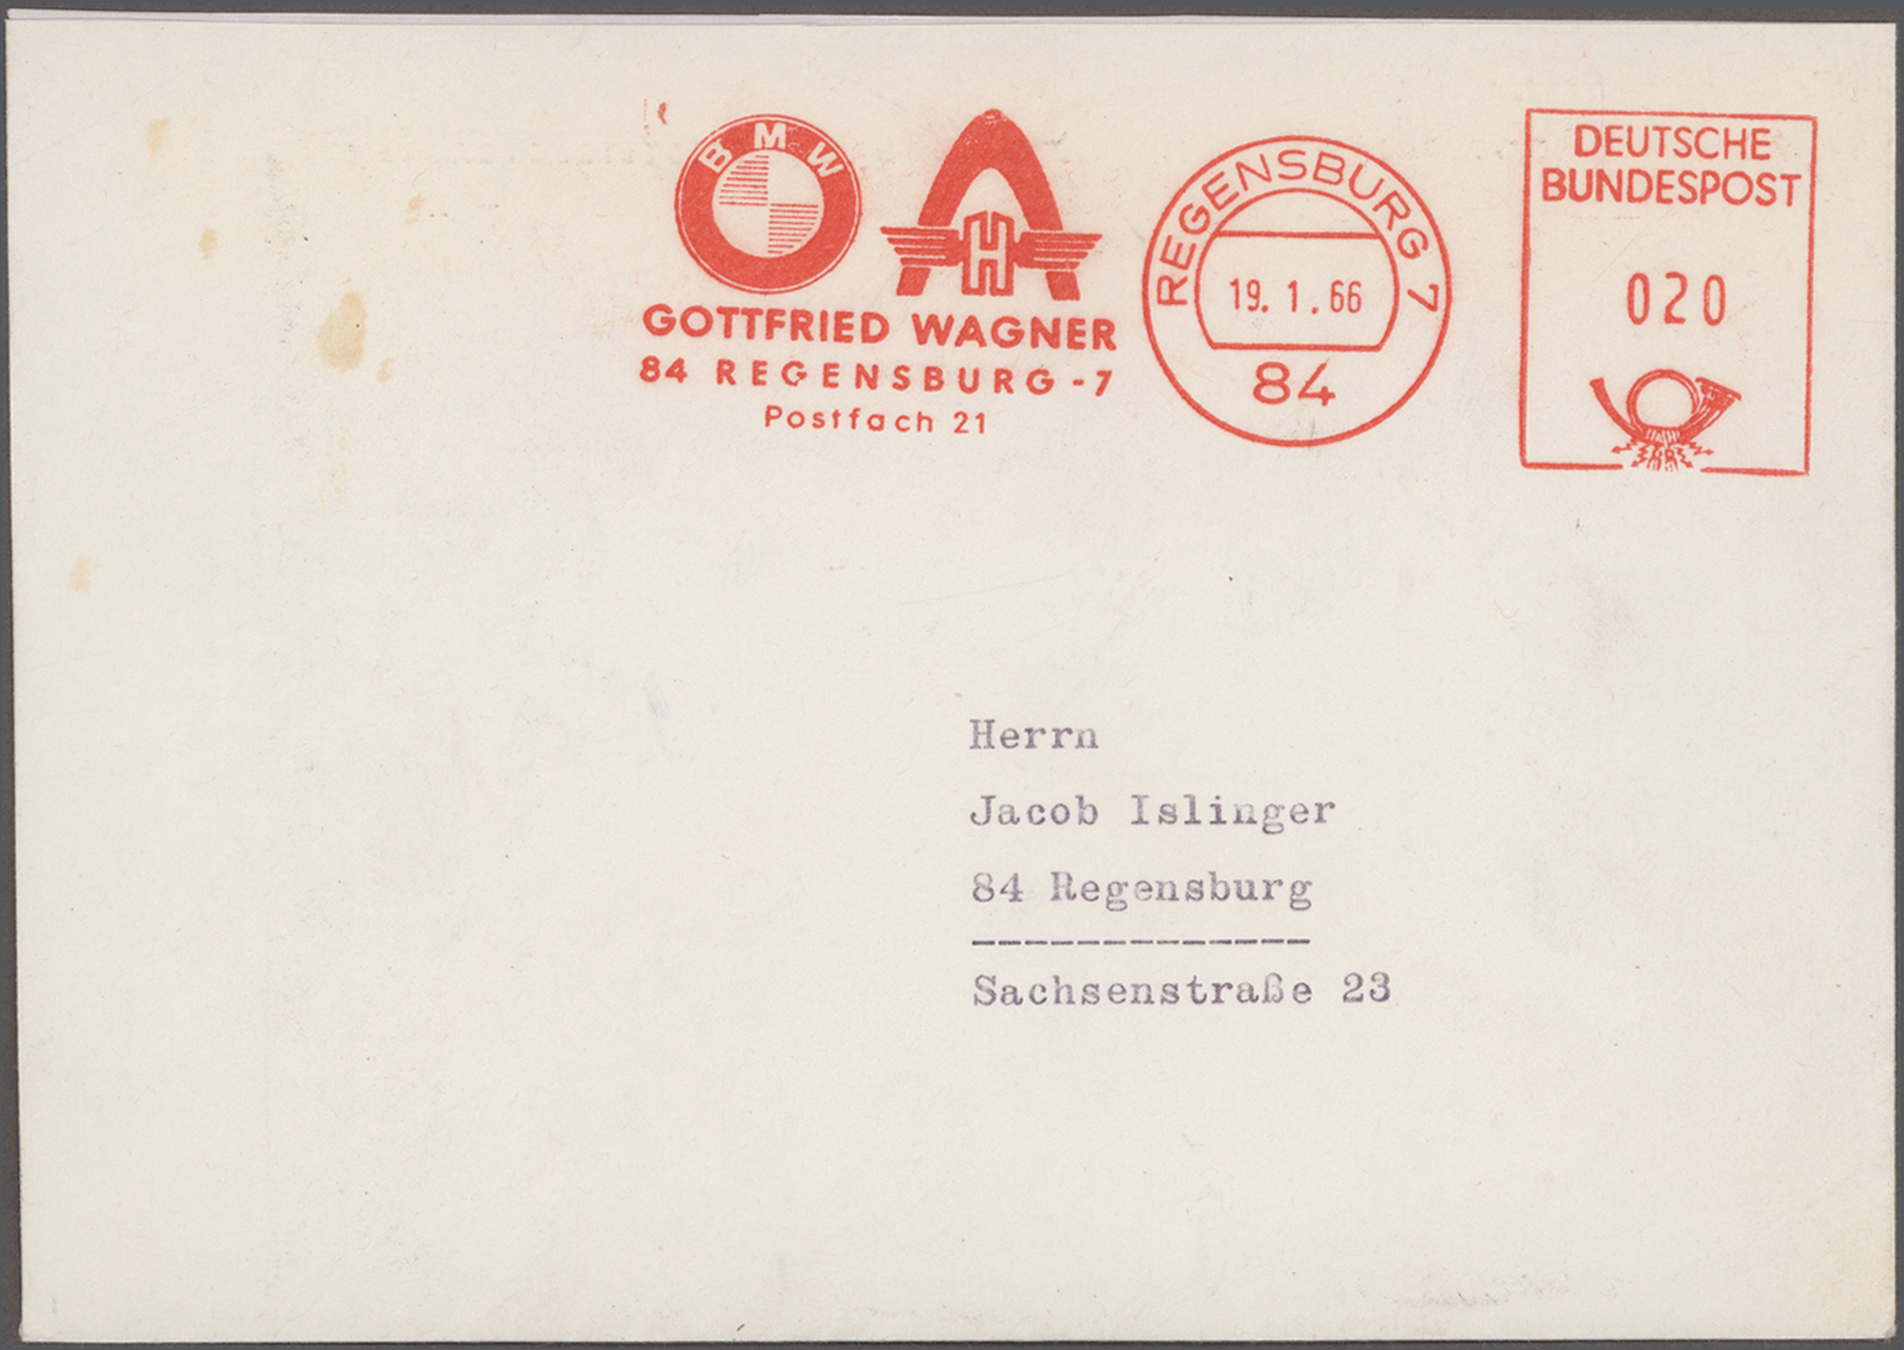 BMW
H
GOTTFRIED WAGNER
84 REGENSBURG-7
Postfach 21
REGENSBURG 7
19.1.66
84
DEUTSCHE
BUNDESPOST
020
Herrn
Jacob Islinger
84 Regensburg
--------------
Sachsenstraße 23